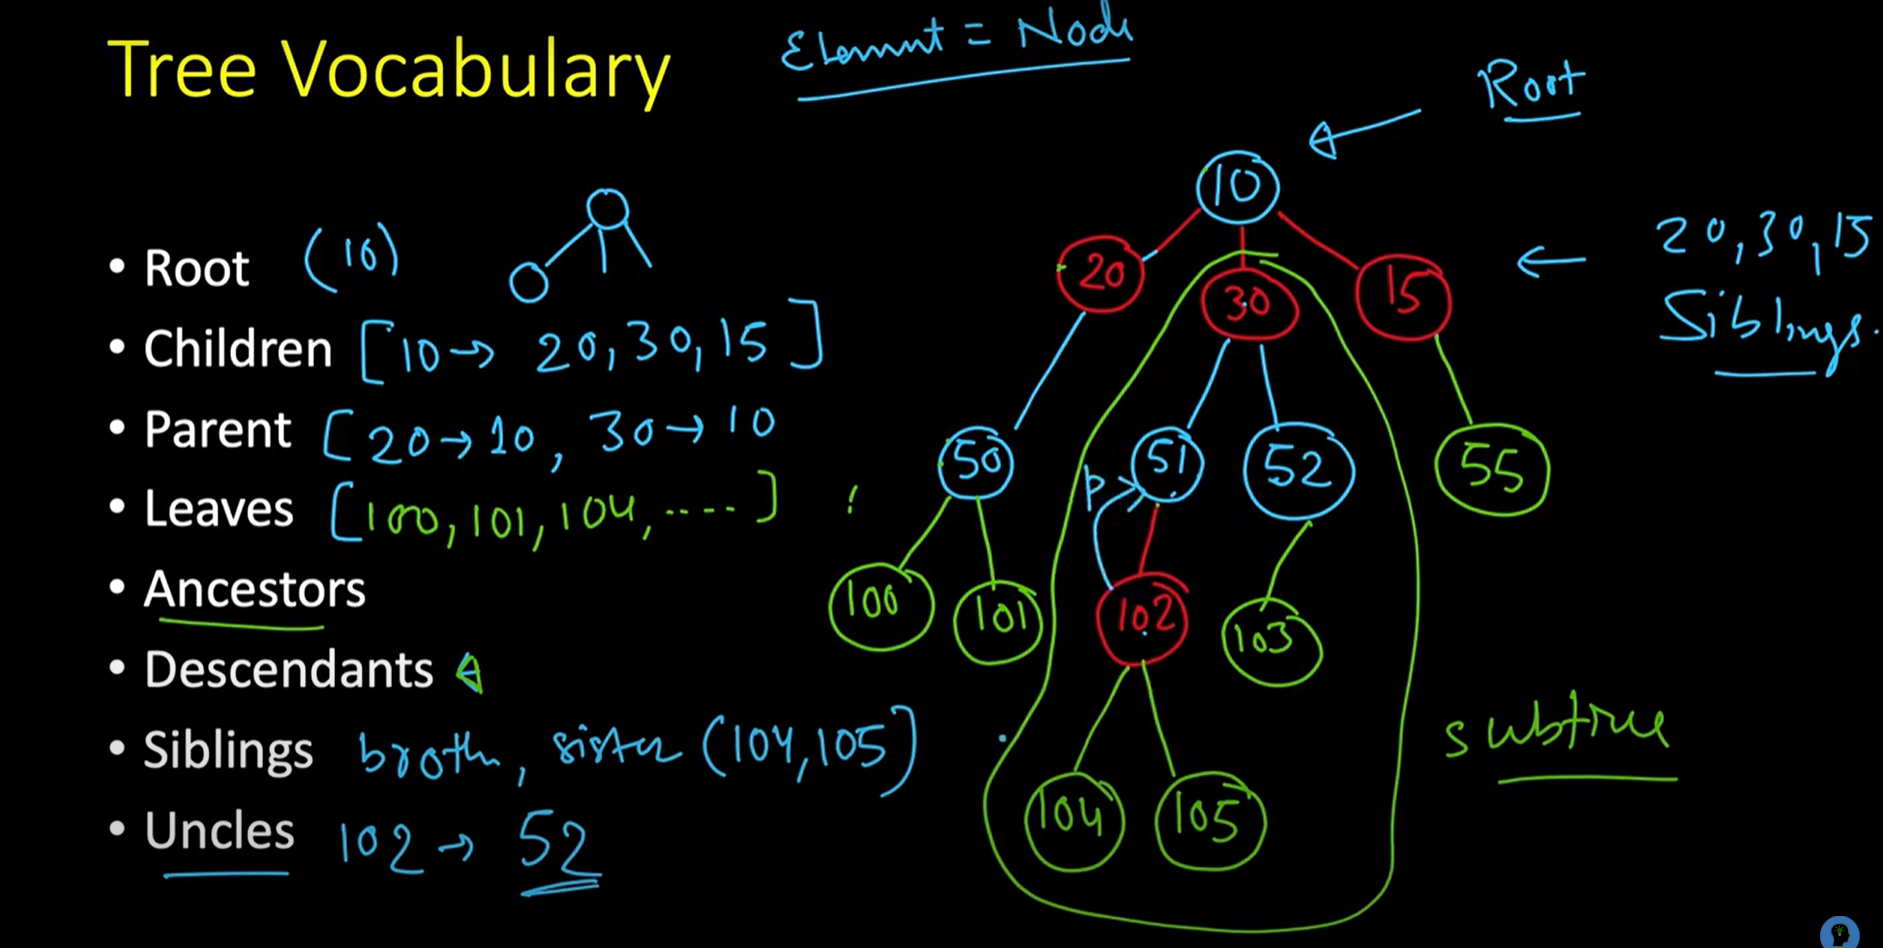 Tree Vocabulary
Element = Node
Root
10
• Root (10)
20 30 15
20,30,15
Siblings.
• Children [10→ 20,30,15]
• Parent [20→10, 30→10
50 51 52 55
p
• Leaves [100,101,104,....]
• Ancestors
100 101 102 103
• Descendants
• Siblings broth, sister (104,105)
subtree
104 105
• Uncles 102→ 52